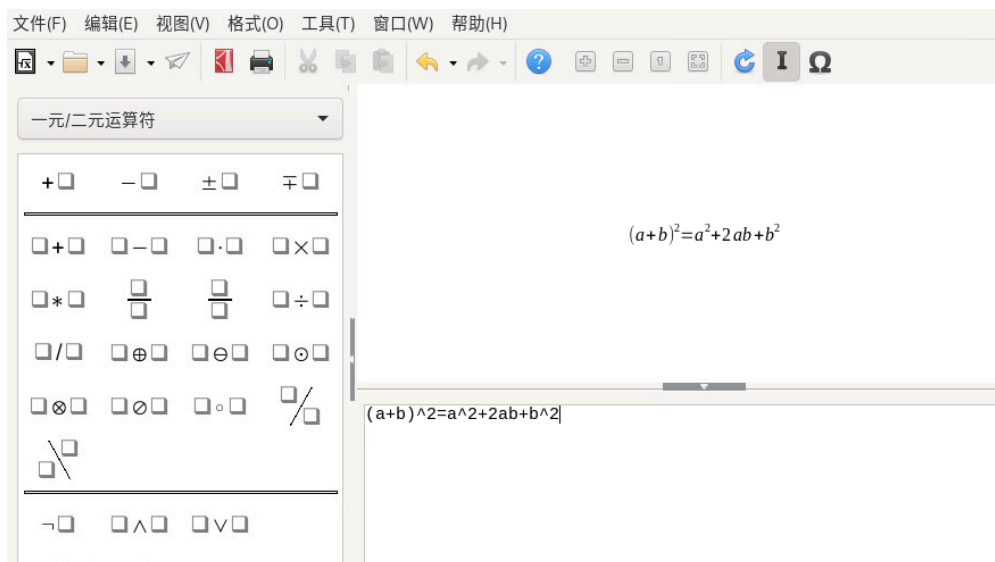 文件(F) 编辑(E) 视图(V) 格式(O) 工具(T) 窗口(W) 帮助(H)
一元/二元运算符
+□ −□ ±□ ∓□
□+□ □−□ □·□ □×□
□∗□ □/□ □/□ □÷□
□/□ □⊕□ □⊖□ □⊙□
□⊗□ □⊘□ □∘□ □/□
□\□
¬□ □∧□ □∨□
(a+b)²=a²+2ab+b²
(a+b)^2=a^2+2ab+b^2